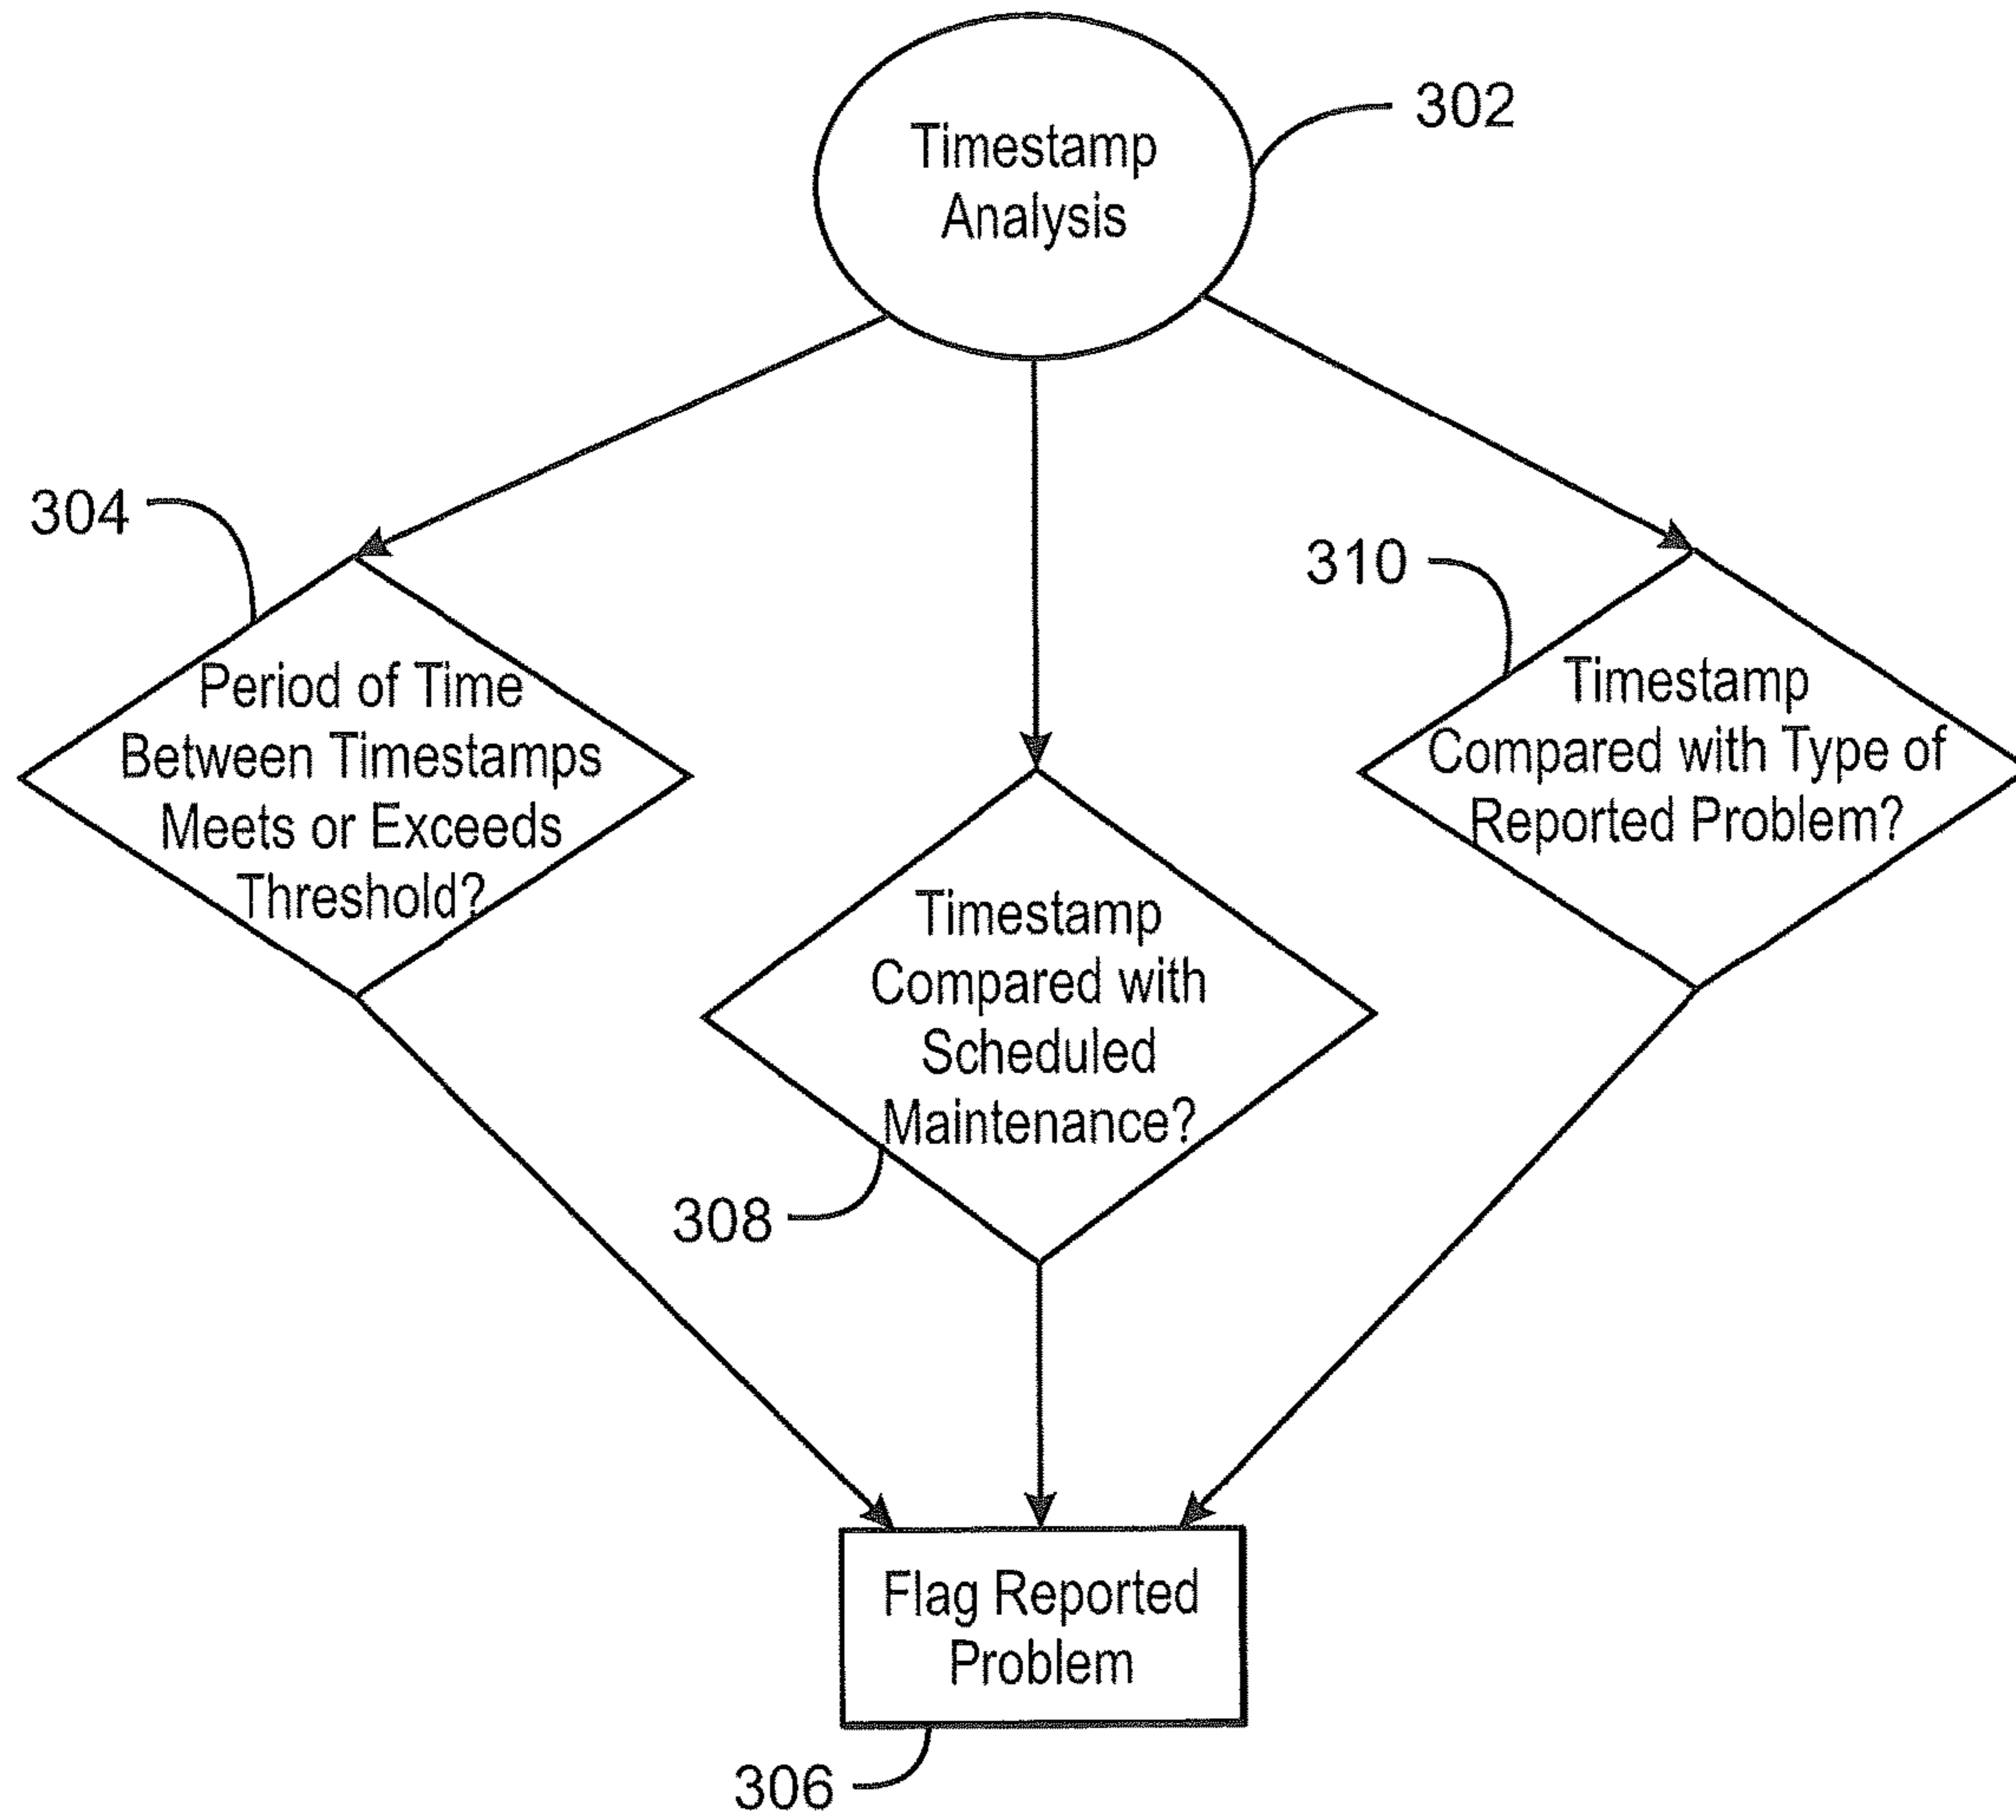 Timestamp
Analysis
302
304
Period of Time
Between Timestamps
Meets or Exceeds
Threshold?
310
Timestamp
Compared with Type of
Reported Problem?
Timestamp
Compared with
Scheduled
Maintenance?
308
Flag Reported
Problem
306